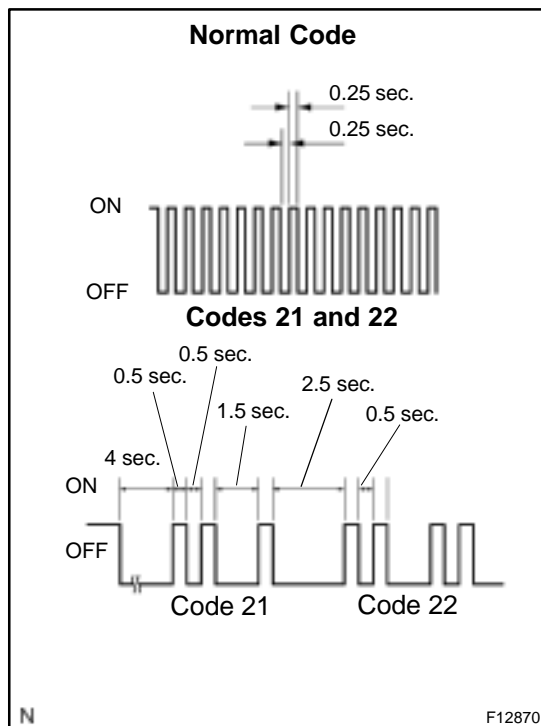 Normal Code
0.25 sec.
0.25 sec.
ON
OFF
Codes 21 and 22
0.5 sec.
0.5 sec.
2.5 sec.
1.5 sec.
0.5 sec.
4 sec.
ON
OFF
Code 21
Code 22
N
F12870